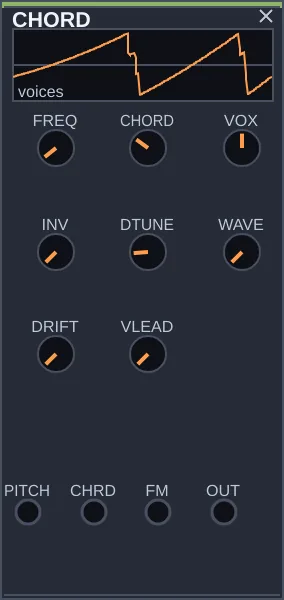 CHORD
voices
FREQ CHORD VOX
INV DTUNE WAVE
DRIFT VLEAD
PITCH CHRD FM OUT